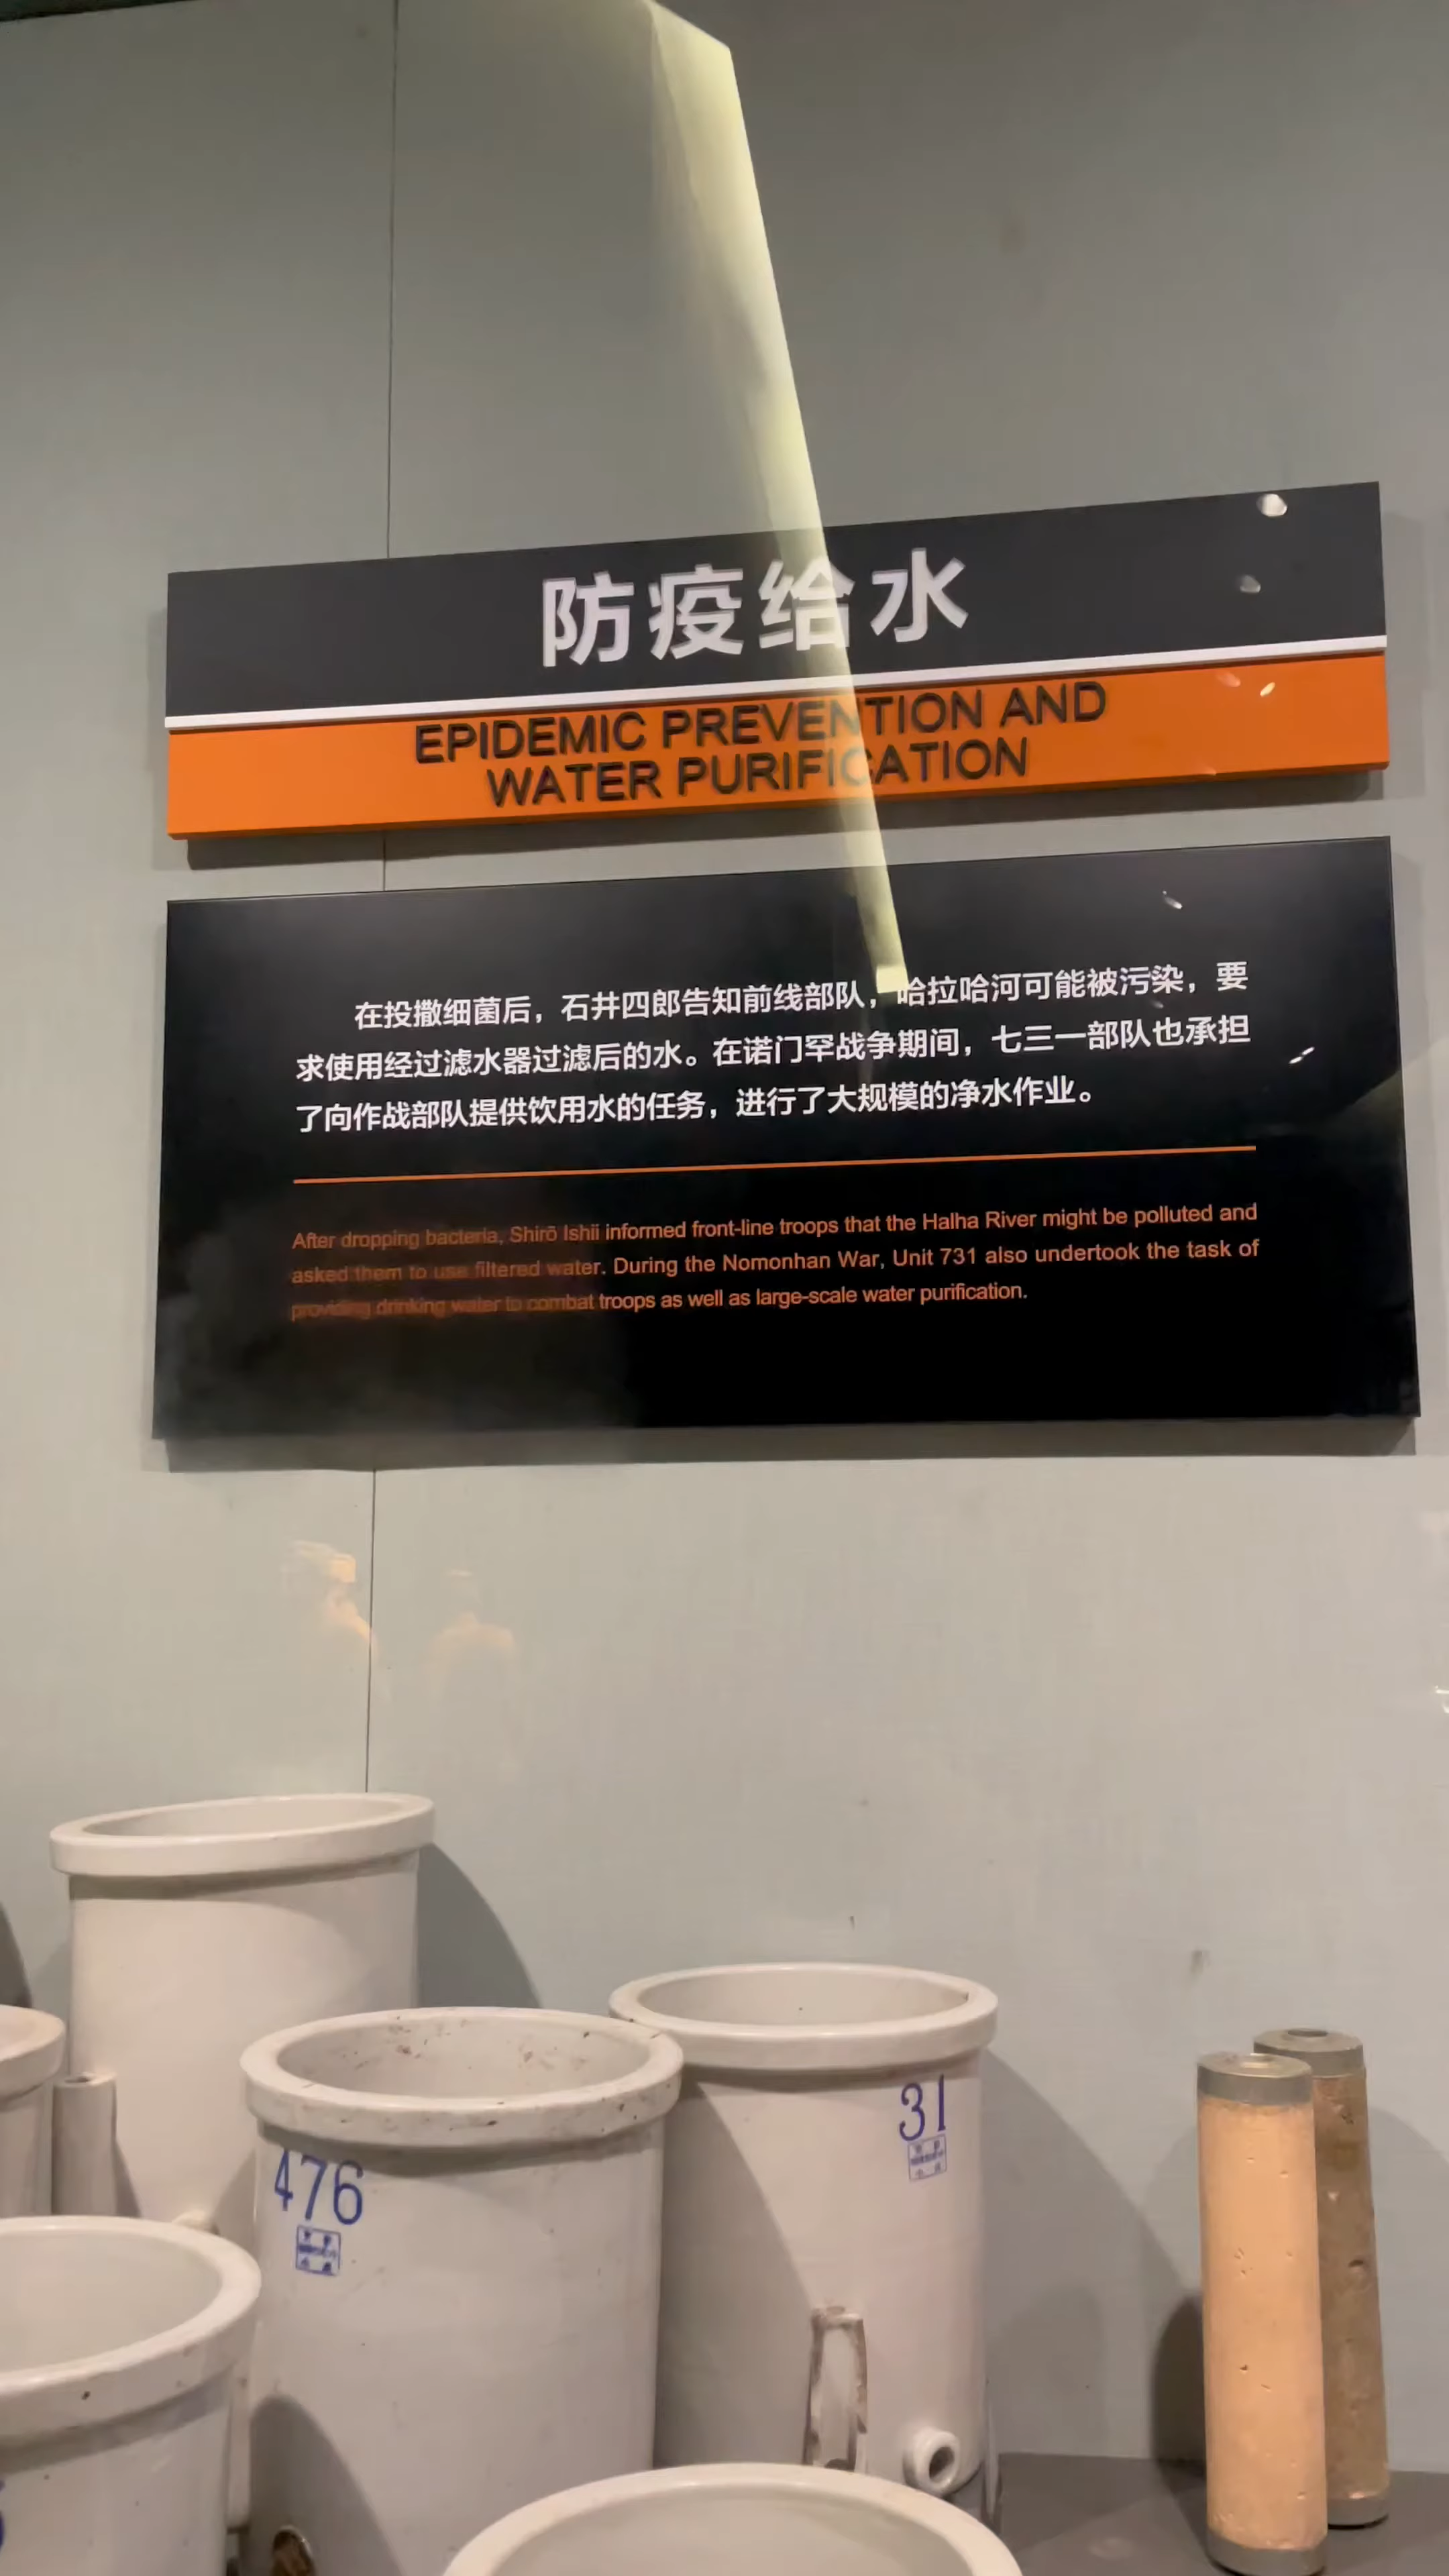 防疫给水
EPIDEMIC PREVENTION AND
WATER PURIFICATION
在投撒细菌后，石井四郎告知前线部队，哈拉哈河可能被污染，要
求使用经过滤水器过滤后的水。在诺门罕战争期间，七三一部队也承担
了向作战部队提供饮用水的任务，进行了大规模的净水作业。
After dropping bacteria, Shirō Ishii informed front-line troops that the Halha River might be polluted and
asked them to use filtered water. During the Nomonhan War, Unit 731 also undertook the task of
providing drinking water to combat troops as well as large-scale water purification.
31
476